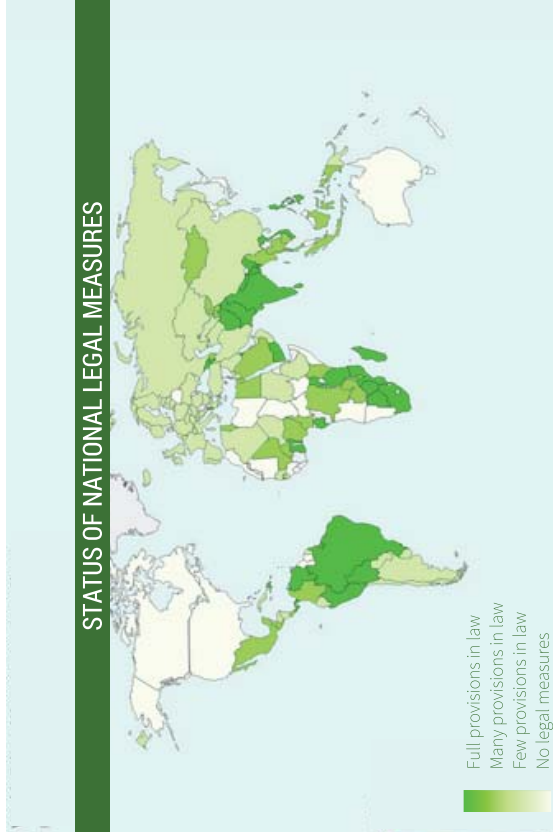 STATUS OF NATIONAL LEGAL MEASURES
Full provisions in law
Many provisions in law
Few provisions in law
No legal measures